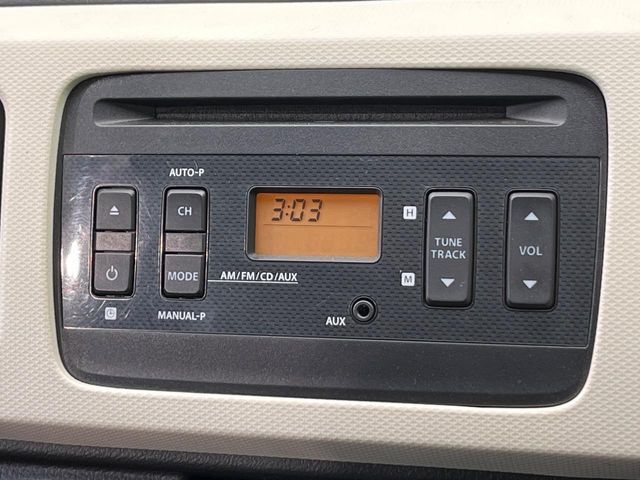 AUTO-P
CH
MODE
AM/FM/CD/AUX
MANUAL-P
3:03
AUX
H
M
TUNE
TRACK
VOL